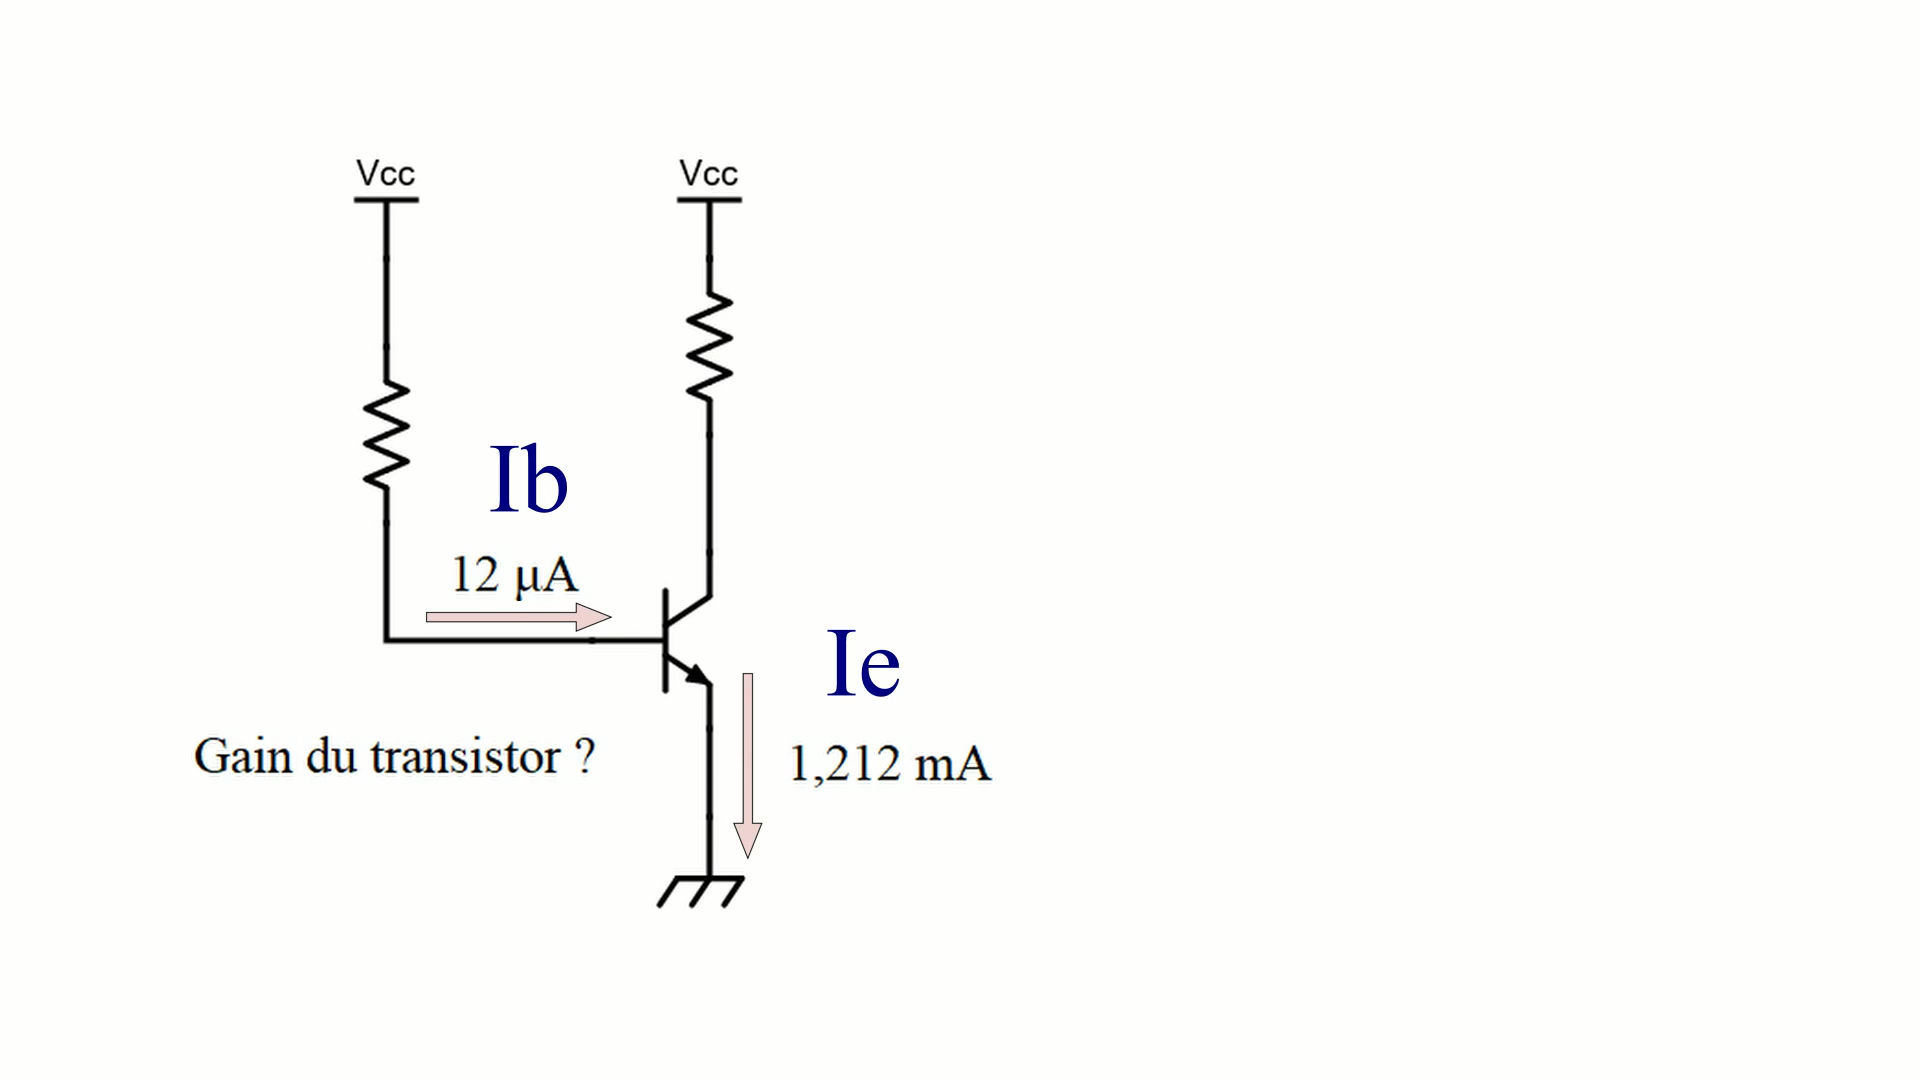 Vcc
Vcc
Ib
12 µA
Ie
Gain du transistor ?
1,212 mA